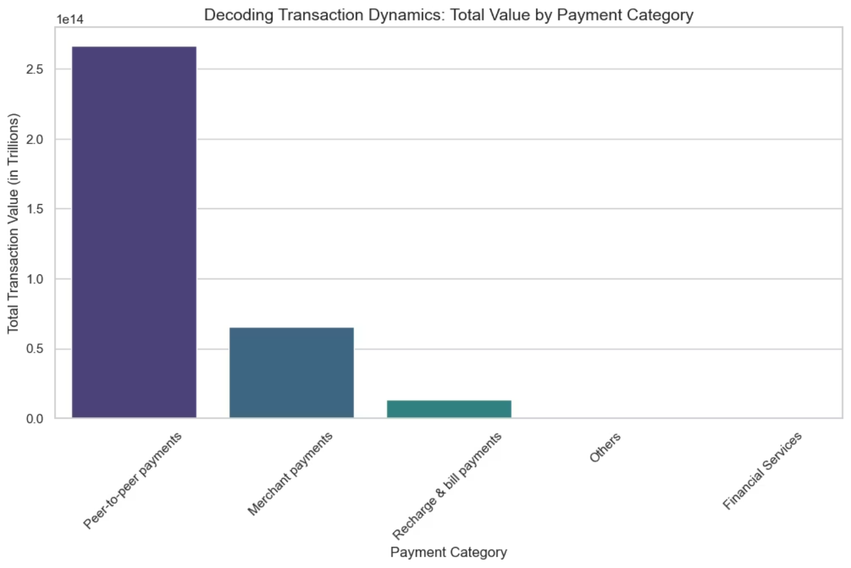 Decoding Transaction Dynamics: Total Value by Payment Category
1e14
Total Transaction Value (in Trillions)
2.5
2.0
1.5
1.0
0.5
0.0
Peer-to-peer payments
Merchant payments
Recharge & bill payments
Others
Financial Services
Payment Category